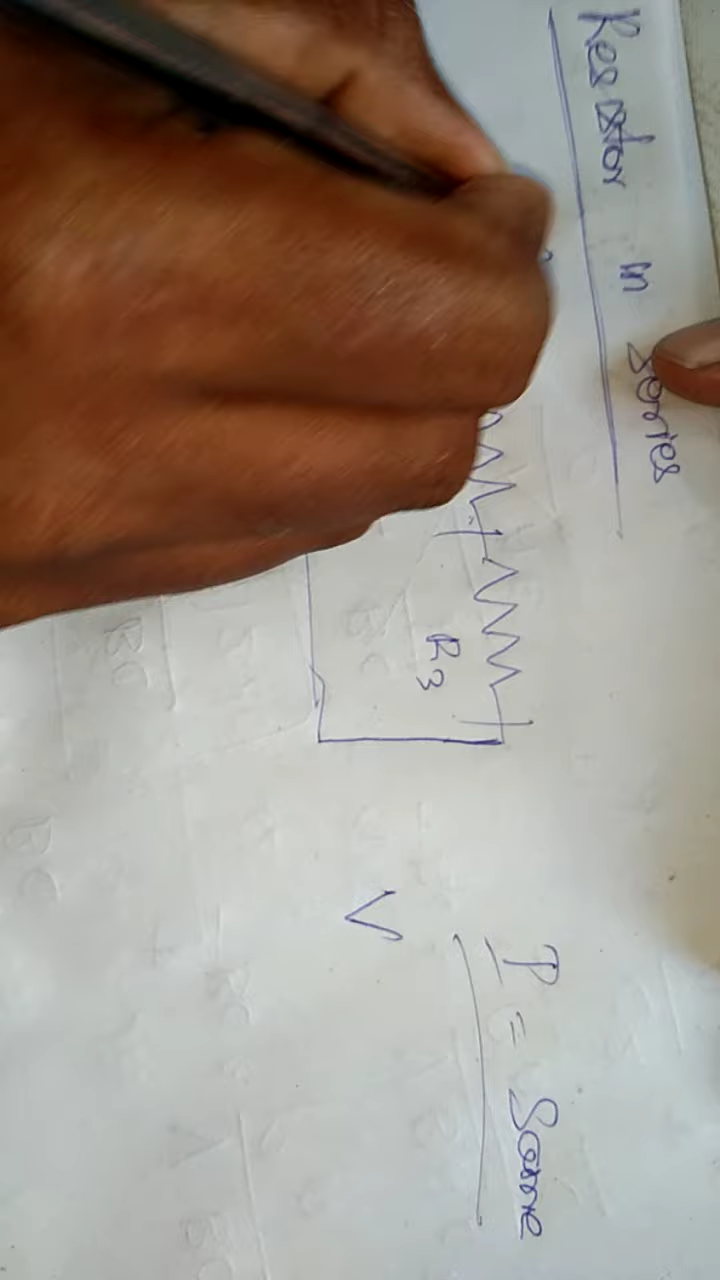 Resistor in series
R3
I = Same
V